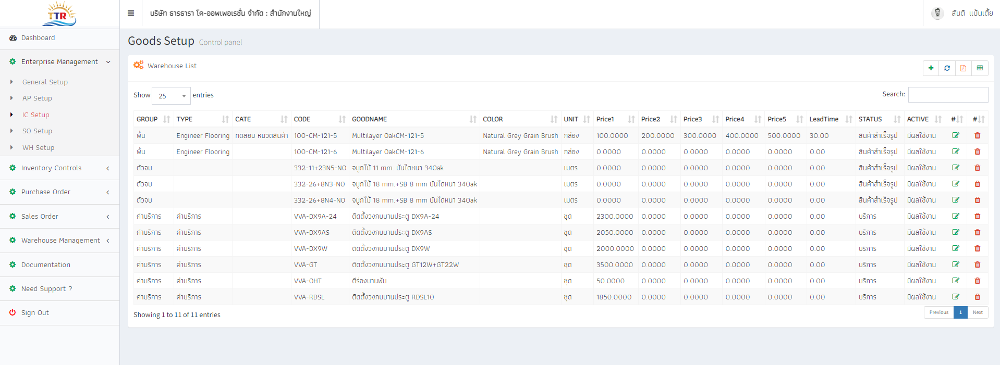 TTR
บริษัท ธารธารา โค-ออพเพอเรชั่น จำกัด : สำนักงานใหญ่
สันติ แป้นเตี้ย
Dashboard
Enterprise Management
General Setup
AP Setup
IC Setup
SO Setup
WH Setup
Inventory Controls
Purchase Order
Sales Order
Warehouse Management
Documentation
Need Support ?
Sign Out
Goods Setup Control panel
Warehouse List
Show 25 entries
Search:
GROUP TYPE CATE CODE GOODNAME COLOR UNIT Price1 Price2 Price3 Price4 Price5 LeadTime STATUS ACTIVE # #
พื้น Engineer Flooring ทดสอบ หมวดสินค้า 100-CM-121-5 Multilayer OakCM-121-5 Natural Grey Grain Brush กล่อง 100.0000 200.0000 300.0000 400.0000 500.0000 30.00 สินค้าสำเร็จรูป มีผลใช้งาน
พื้น Engineer Flooring 100-CM-121-6 Multilayer OakCM-121-6 Natural Grey Grain Brush กล่อง 0.0000 0.0000 0.0000 0.0000 0.0000 0.00 สินค้าสำเร็จรูป มีผลใช้งาน
ตัวจบ 332-11+23N5-NO จมูกไม้ 11 mm. บันไดหนา 34Oak เมตร 0.0000 0.0000 0.0000 0.0000 0.0000 0.00 สินค้าสำเร็จรูป มีผลใช้งาน
ตัวจบ 332-26+8N3-NO จมูกไม้ 18 mm.+SB 8 mm บันไดหนา 34Oak เมตร 0.0000 0.0000 0.0000 0.0000 0.0000 0.00 สินค้าสำเร็จรูป มีผลใช้งาน
ตัวจบ 332-26+8N4-NO จมูกไม้ 18 mm.+SB 8 mm บันไดหนา 34Oak เมตร 0.0000 0.0000 0.0000 0.0000 0.0000 0.00 สินค้าสำเร็จรูป มีผลใช้งาน
ค่าบริการ ค่าบริการ VVA-DX9A-24 ติดตั้งวงกบบานประตู DX9A-24 ชุด 2300.0000 0.0000 0.0000 0.0000 0.0000 0.00 บริการ มีผลใช้งาน
ค่าบริการ ค่าบริการ VVA-DX9AS ติดตั้งวงกบบานประตู DX9AS ชุด 2050.0000 0.0000 0.0000 0.0000 0.0000 0.00 บริการ มีผลใช้งาน
ค่าบริการ ค่าบริการ VVA-DX9W ติดตั้งวงกบบานประตู DX9W ชุด 2000.0000 0.0000 0.0000 0.0000 0.0000 0.00 บริการ มีผลใช้งาน
ค่าบริการ ค่าบริการ VVA-GT ติดตั้งวงกบบานประตู GT12W+GT22W ชุด 3500.0000 0.0000 0.0000 0.0000 0.0000 0.00 บริการ มีผลใช้งาน
ค่าบริการ ค่าบริการ VVA-OHT ตีร่องบานพับ ชุด 50.0000 0.0000 0.0000 0.0000 0.0000 0.00 บริการ มีผลใช้งาน
ค่าบริการ ค่าบริการ VVA-RDSL ติดตั้งวงกบบานประตู RDSL10 ชุด 1850.0000 0.0000 0.0000 0.0000 0.0000 0.00 บริการ มีผลใช้งาน
Showing 1 to 11 of 11 entries
Previous 1 Next